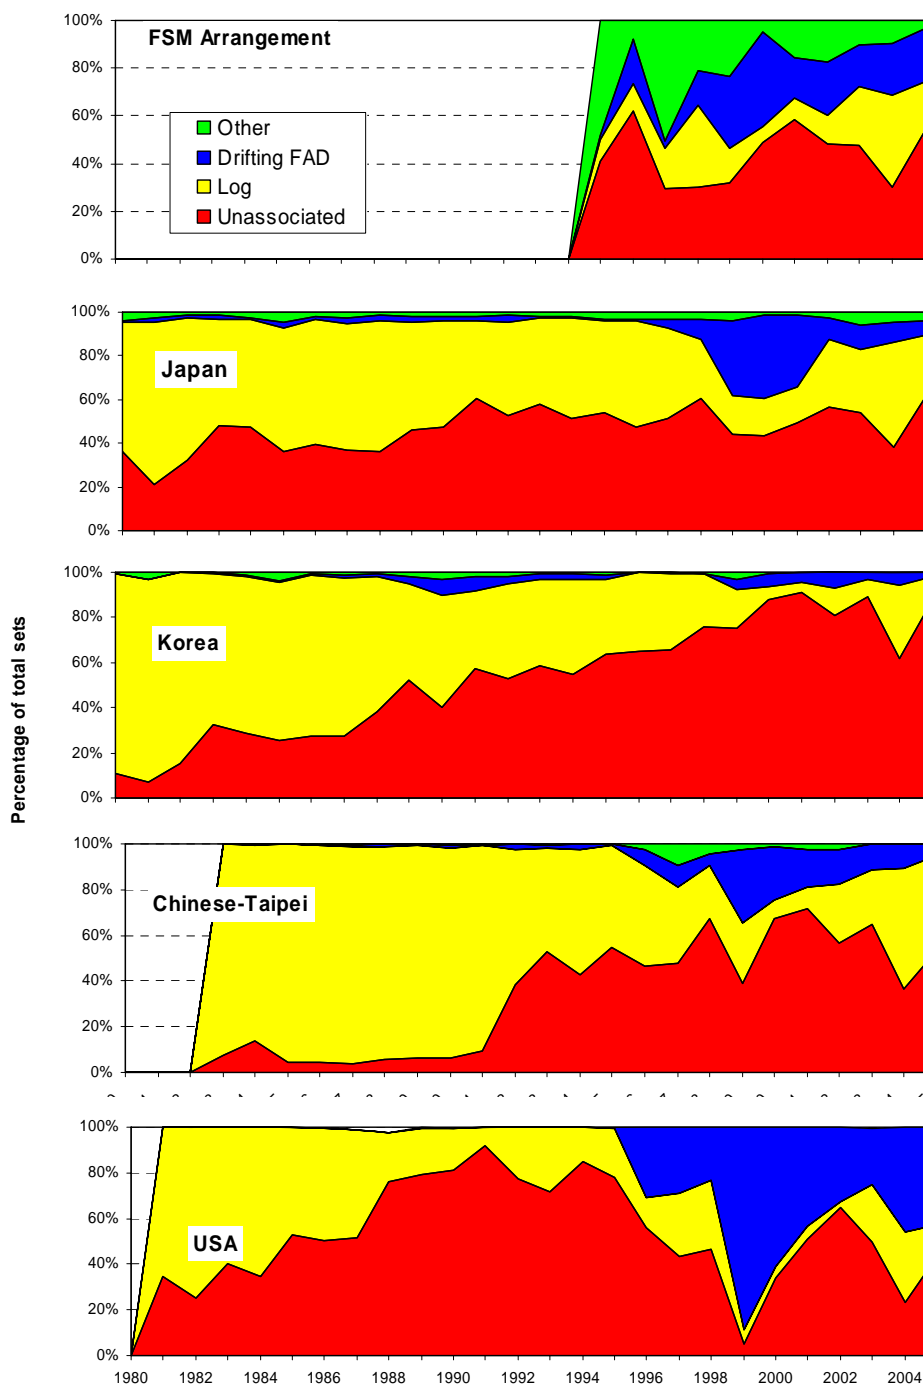 Percentage of total sets
100%
80%
60%
40%
20%
0%
FSM Arrangement
Other
Drifting FAD
Log
Unassociated
100%
80%
60%
40%
20%
0%
Japan
100%
80%
60%
40%
20%
0%
Korea
100%
80%
60%
40%
20%
0%
Chinese-Taipei
100%
80%
60%
40%
20%
0%
USA
1980 1982 1984 1986 1988 1990 1992 1994 1996 1998 2000 2002 2004